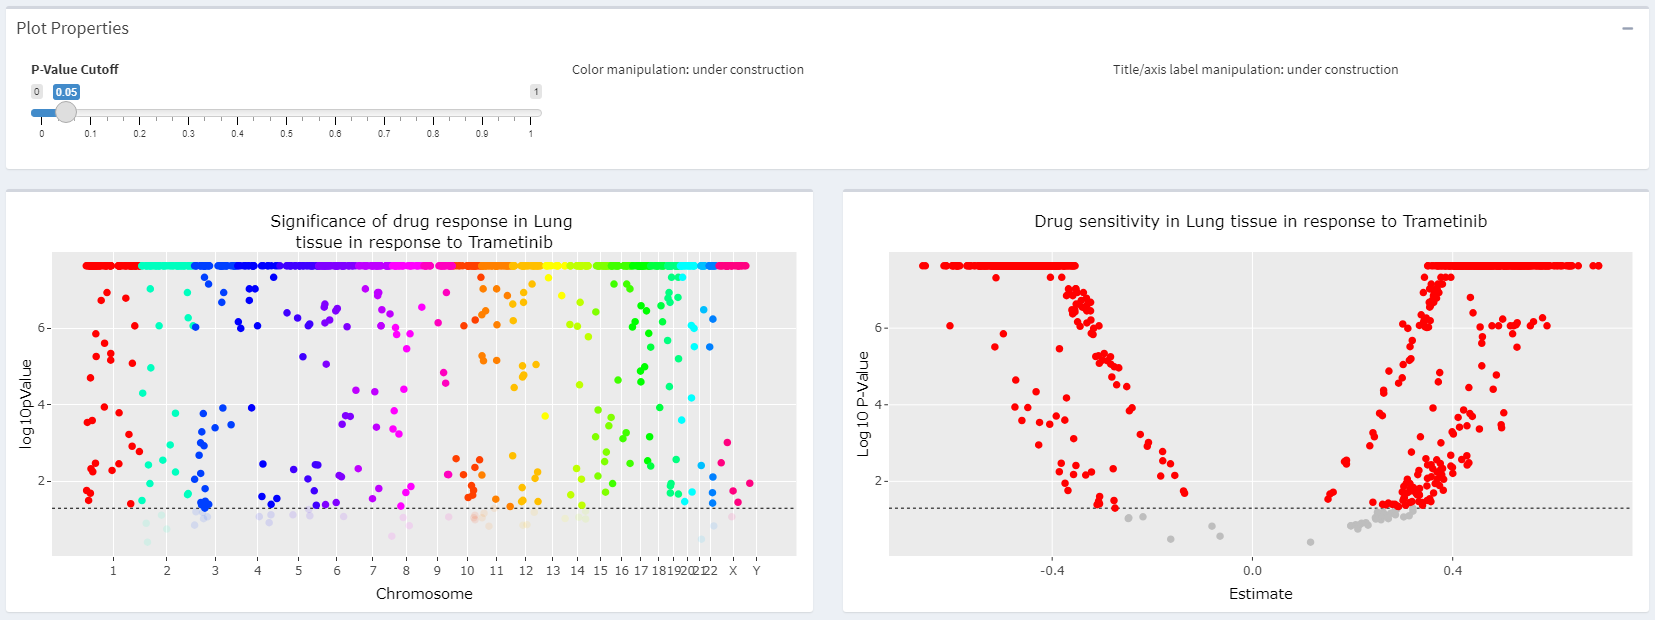 Plot Properties
P-Value Cutoff
Color manipulation: under construction
Title/axis label manipulation: under construction
0 0.05 1
0 0.1 0.2 0.3 0.4 0.5 0.6 0.7 0.8 0.9 1
Significance of drug response in Lung
tissue in response to Trametinib
log10pValue
6
4
2
1 2 3 4 5 6 7 8 9 10 11 12 13 14 15 16 17 18 19 20 21 22 X Y
Chromosome
Drug sensitivity in Lung tissue in response to Trametinib
Log10 P-Value
6
4
2
-0.4 0.0 0.4
Estimate